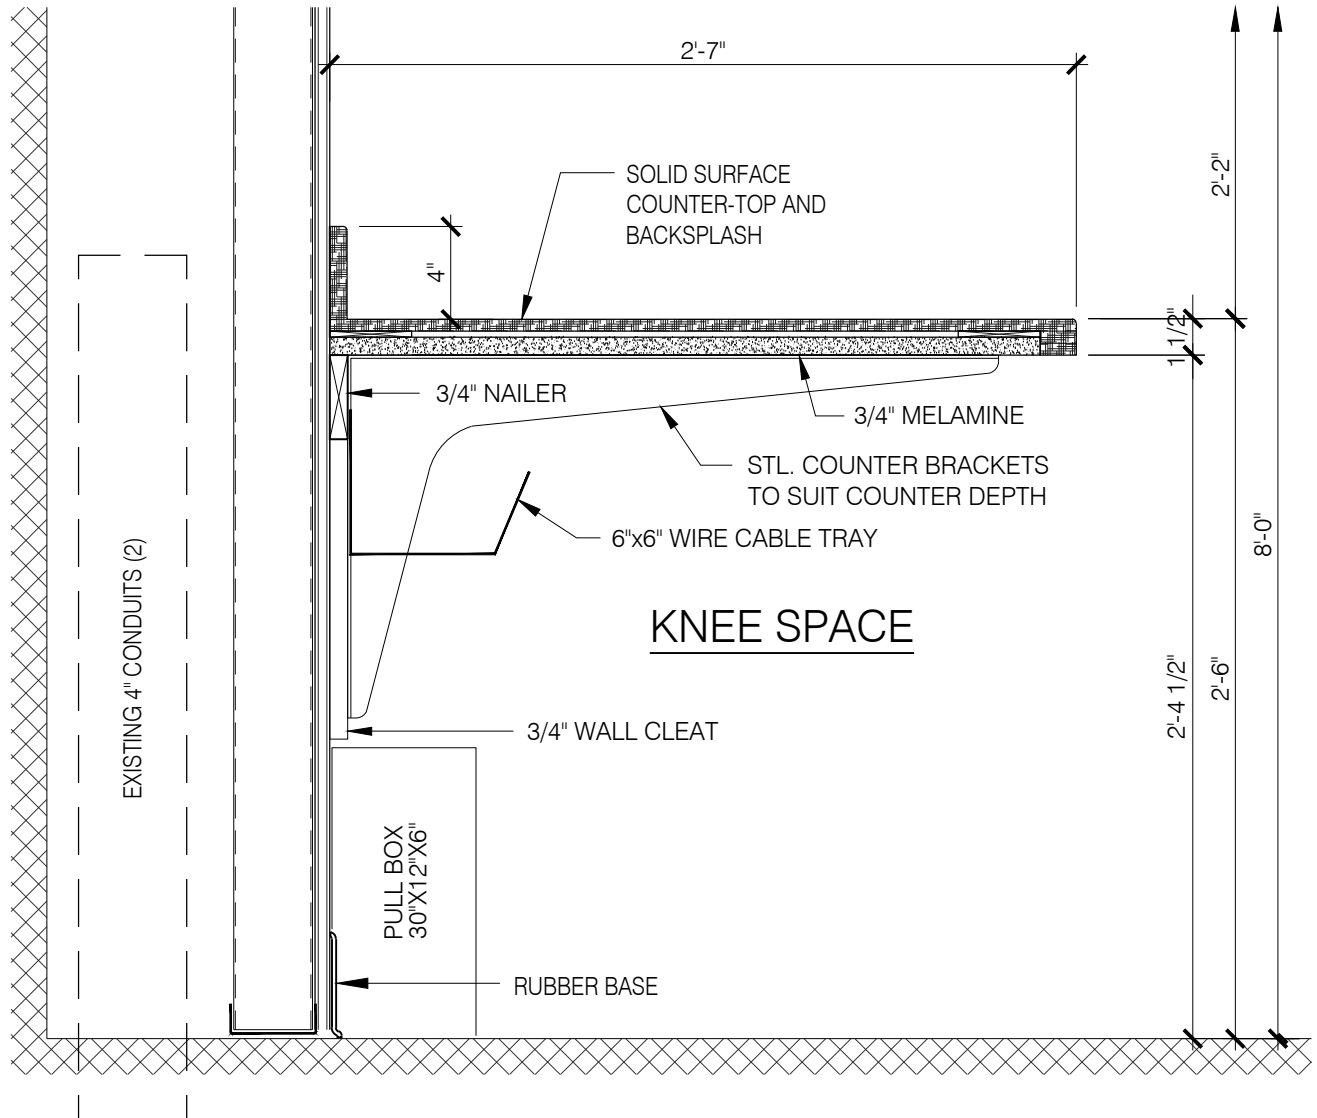 2'-7"
SOLID SURFACE
COUNTER-TOP AND
BACKSPLASH
2'-2"
4"
1 1/2"
3/4" NAILER
3/4" MELAMINE
STL. COUNTER BRACKETS
TO SUIT COUNTER DEPTH
6"x6" WIRE CABLE TRAY
8'-0"
EXISTING 4" CONDUITS (2)
KNEE SPACE
2'-4 1/2"
2'-6"
3/4" WALL CLEAT
PULL BOX
30"X12"X6"
RUBBER BASE